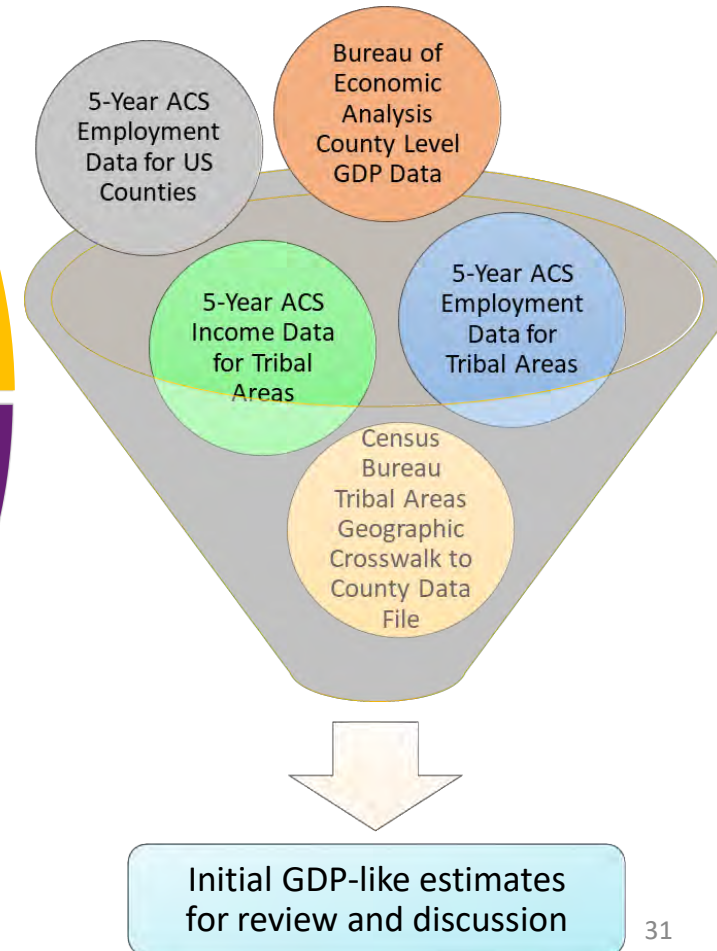 5-Year ACS
Employment
Data for US
Counties
Bureau of
Economic
Analysis
County Level
GDP Data
5-Year ACS
Income Data
for Tribal
Areas
5-Year ACS
Employment
Data for
Tribal Areas
Census
Bureau
Tribal Areas
Geographic
Crosswalk to
County Data
File
Initial GDP-like estimates
for review and discussion
31